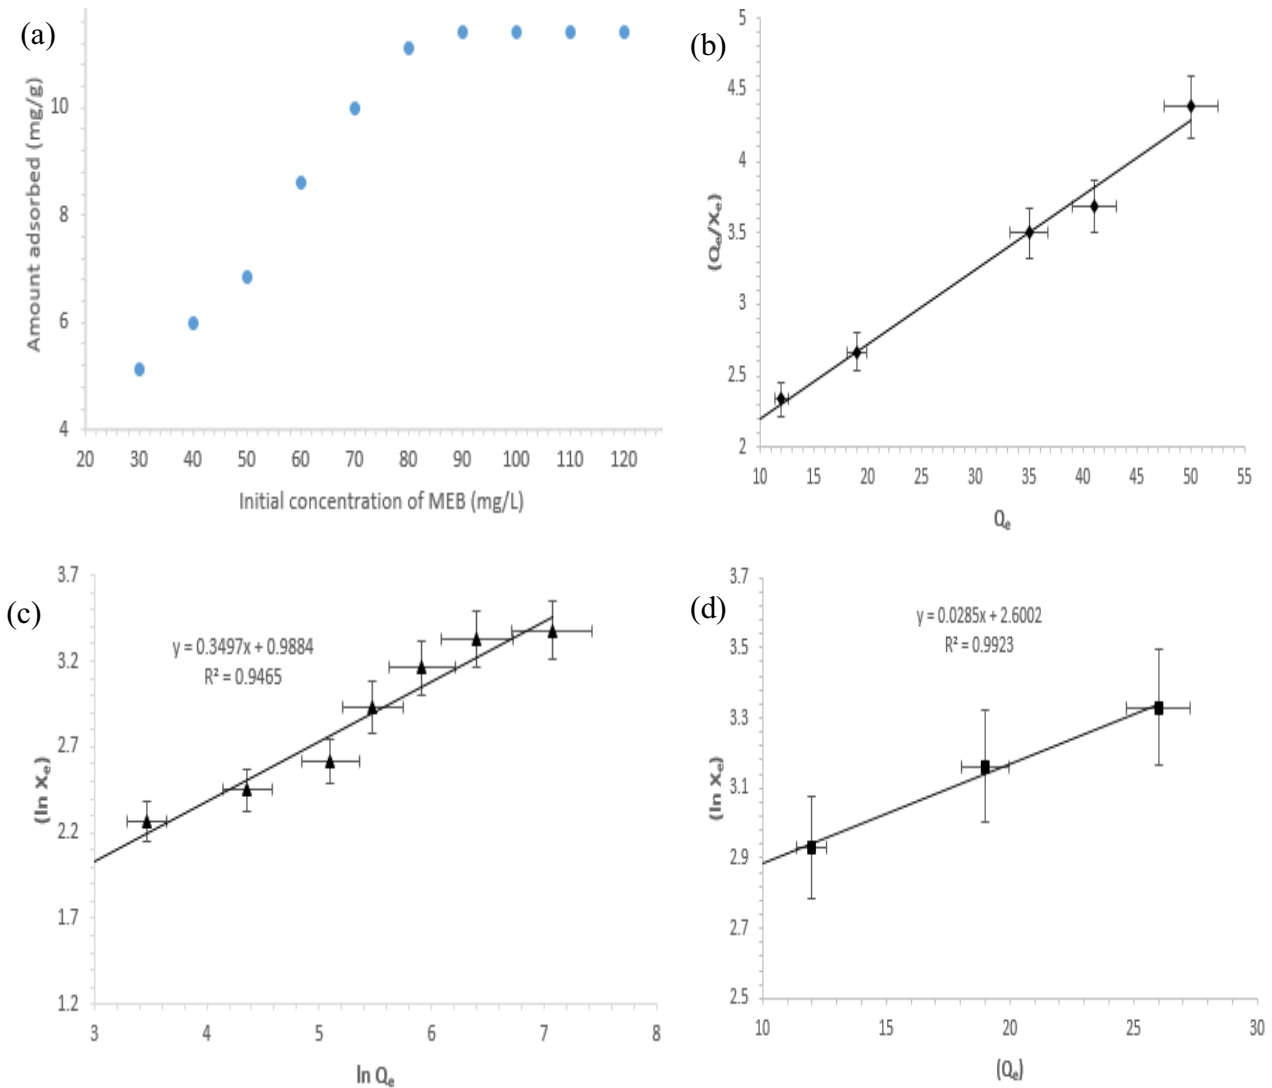 (a)
Amount adsorbed (mg/g)
10
8
6
4
20 30 40 50 60 70 80 90 100 110 120
Initial concentration of MEB (mg/L)
(b)
(Qe/Xe)
5
4.5
4
3.5
3
2.5
2
10 15 20 25 30 35 40 45 50 55
Qe
(c)
(ln Xe)
3.7
3.2
2.7
2.2
1.7
1.2
y = 0.3497x + 0.9884
R² = 0.9465
3 4 5 6 7 8
ln Qe
(d)
(ln Xe)
3.7
3.5
3.3
3.1
2.9
2.7
2.5
y = 0.0285x + 2.6002
R² = 0.9923
10 15 20 25 30
(Qe)